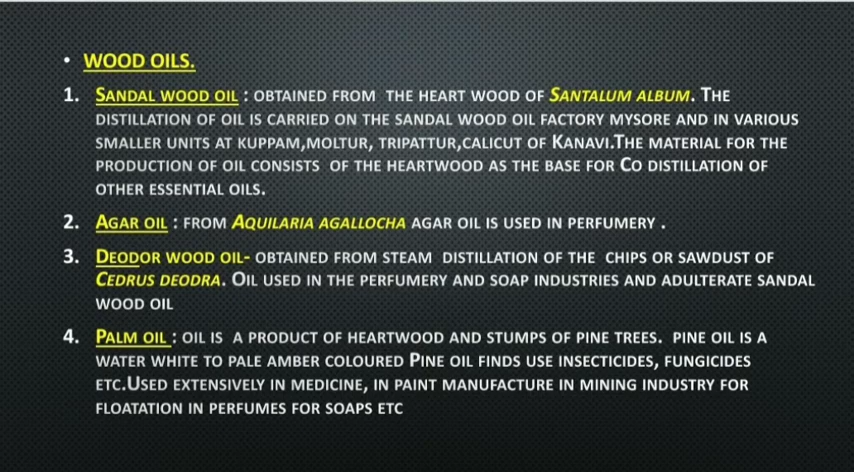 • WOOD OILS.
1. SANDAL WOOD OIL : OBTAINED FROM THE HEART WOOD OF SANTALUM ALBUM. THE
DISTILLATION OF OIL IS CARRIED ON THE SANDAL WOOD OIL FACTORY MYSORE AND IN VARIOUS
SMALLER UNITS AT KUPPAM,MOLTUR, TRIPATTUR,CALICUT OF KANAVI.THE MATERIAL FOR THE
PRODUCTION OF OIL CONSISTS OF THE HEARTWOOD AS THE BASE FOR CO DISTILLATION OF
OTHER ESSENTIAL OILS.
2. AGAR OIL : FROM AQUILARIA AGALLOCHA AGAR OIL IS USED IN PERFUMERY .
3. DEODOR WOOD OIL- OBTAINED FROM STEAM DISTILLATION OF THE CHIPS OR SAWDUST OF
CEDRUS DEODRA. OIL USED IN THE PERFUMERY AND SOAP INDUSTRIES AND ADULTERATE SANDAL
WOOD OIL
4. PALM OIL : OIL IS A PRODUCT OF HEARTWOOD AND STUMPS OF PINE TREES. PINE OIL IS A
WATER WHITE TO PALE AMBER COLOURED PINE OIL FINDS USE INSECTICIDES, FUNGICIDES
ETC.USED EXTENSIVELY IN MEDICINE, IN PAINT MANUFACTURE IN MINING INDUSTRY FOR
FLOATATION IN PERFUMES FOR SOAPS ETC